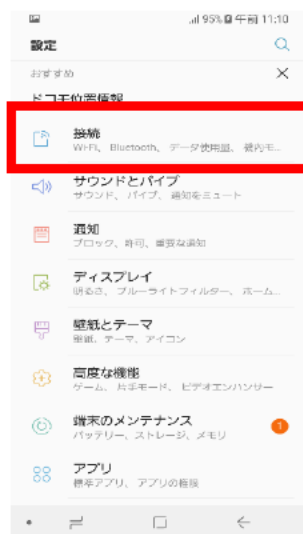 95% 午前 11:10
設定
おすすめ
ドコモ位置情報
接続
Wi-Fi、 Bluetooth、 データ使用量、 機内モ...
サウンドとバイブ
サウンド、 バイブ、 通知をミュート
通知
ブロック、許可、重要な通知
ディスプレイ
明るさ、 ブルーライトフィルター、 ホーム...
壁紙とテーマ
壁紙、テーマ、アイコン
高度な機能
ゲーム、 片手モード、 ビデオエンハンサー
端末のメンテナンス
バッテリー、ストレージ、メモリ
1
アプリ
標準アプリ、 アプリの権限